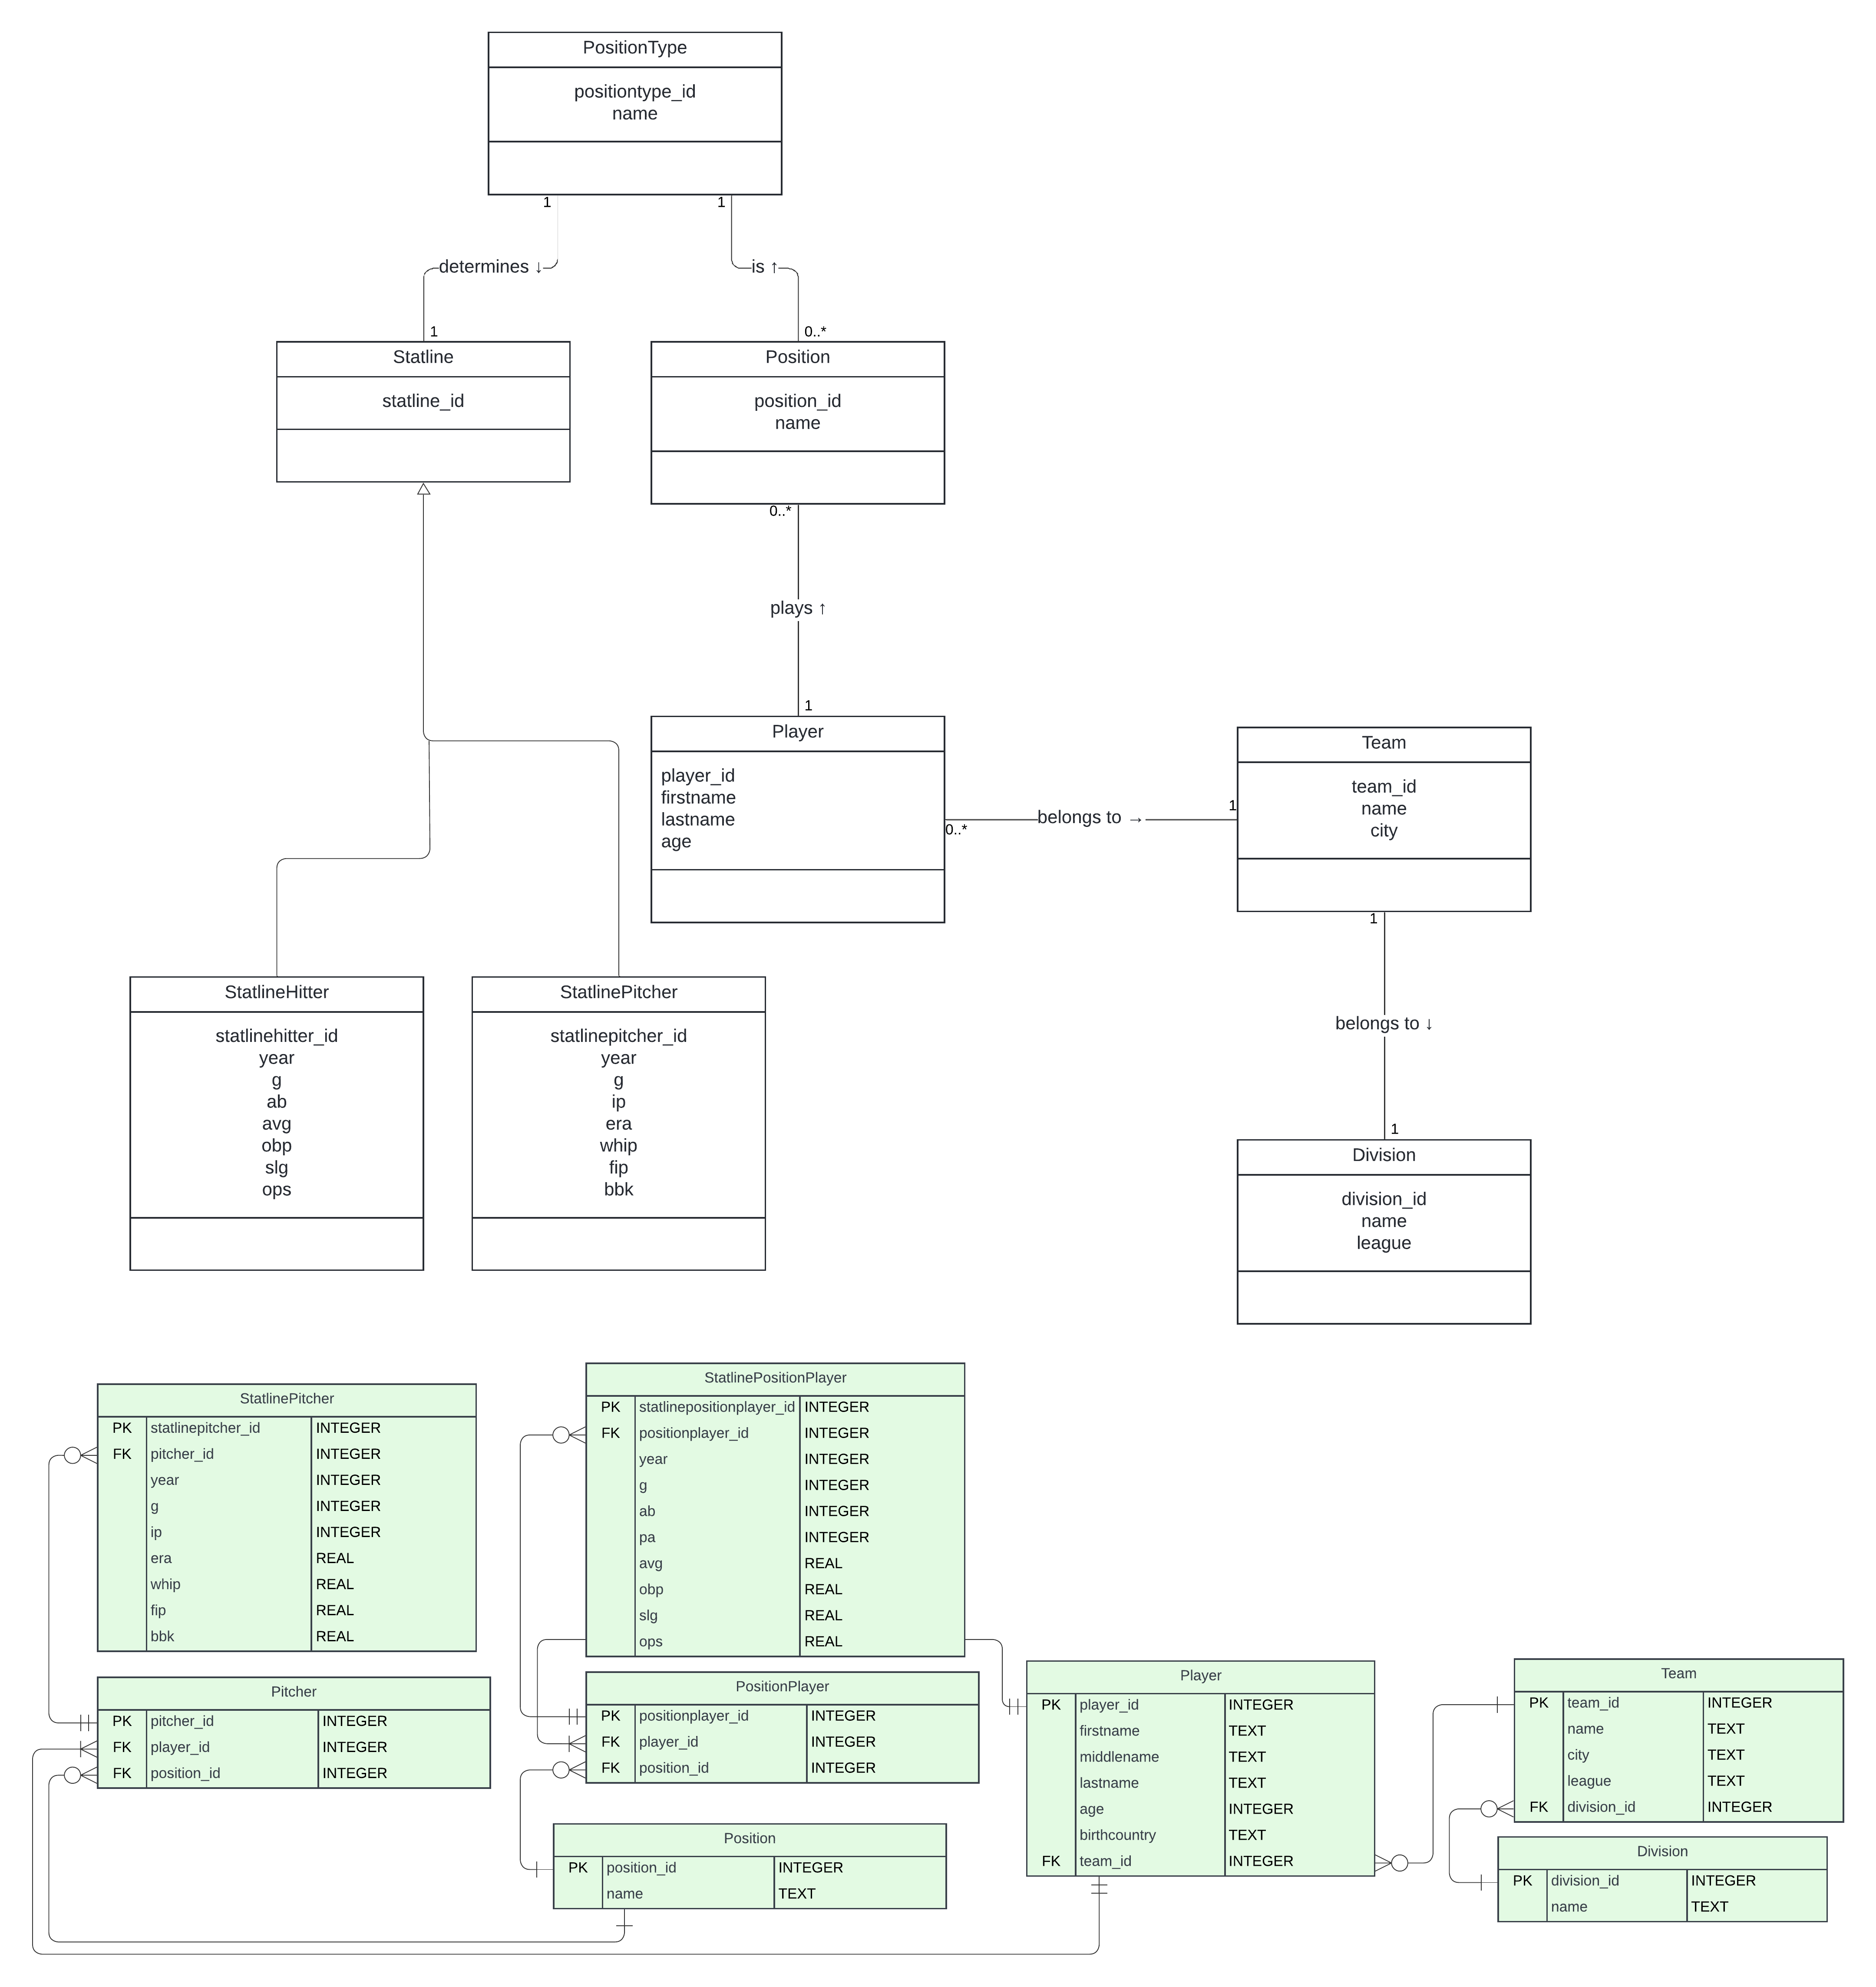 PositionType
positiontype_id
name
1
1
determines ↓
is ↑
1
0..*
Statline
statline_id
Position
position_id
name
0..*
plays ↑
1
Player
player_id
firstname
lastname
age
0..*
belongs to →
1
Team
team_id
name
city
1
belongs to ↓
1
Division
division_id
name
league
StatlineHitter
statlinehitter_id
year
g
ab
avg
obp
slg
ops
StatlinePitcher
statlinepitcher_id
year
g
ip
era
whip
fip
bbk
StatlinePitcher
PK statlinepitcher_id INTEGER
FK pitcher_id INTEGER
year INTEGER
g INTEGER
ip INTEGER
era REAL
whip REAL
fip REAL
bbk REAL
StatlinePositionPlayer
PK statlinepositionplayer_id INTEGER
FK positionplayer_id INTEGER
year INTEGER
g INTEGER
ab INTEGER
pa INTEGER
avg REAL
obp REAL
slg REAL
ops REAL
Pitcher
PK pitcher_id INTEGER
FK player_id INTEGER
FK position_id INTEGER
PositionPlayer
PK positionplayer_id INTEGER
FK player_id INTEGER
FK position_id INTEGER
Position
PK position_id INTEGER
name TEXT
Player
PK player_id INTEGER
firstname TEXT
middlename TEXT
lastname TEXT
age INTEGER
birthcountry TEXT
FK team_id INTEGER
Team
PK team_id INTEGER
name TEXT
city TEXT
league TEXT
FK division_id INTEGER
Division
PK division_id INTEGER
name TEXT